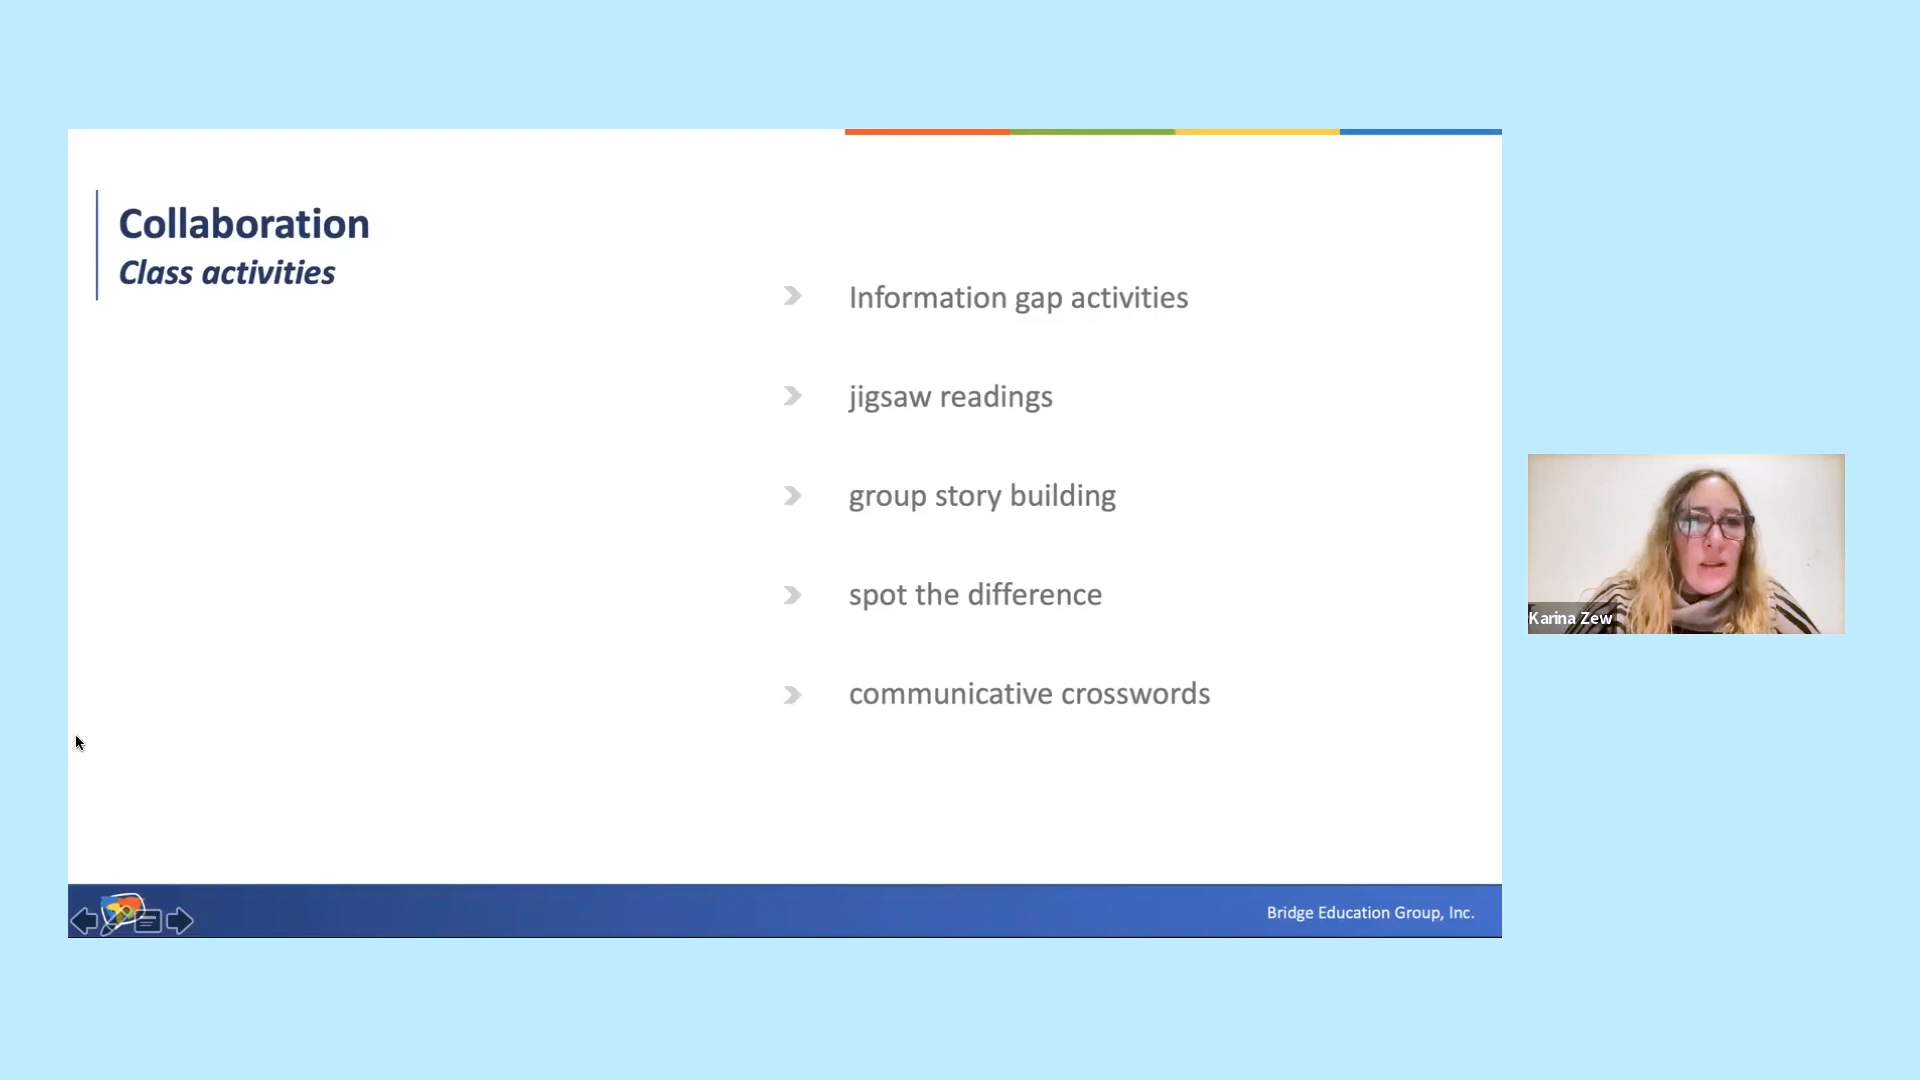 Collaboration
Class activities
Information gap activities
jigsaw readings
group story building
spot the difference
communicative crosswords
Karina Zew
Bridge Education Group, Inc.